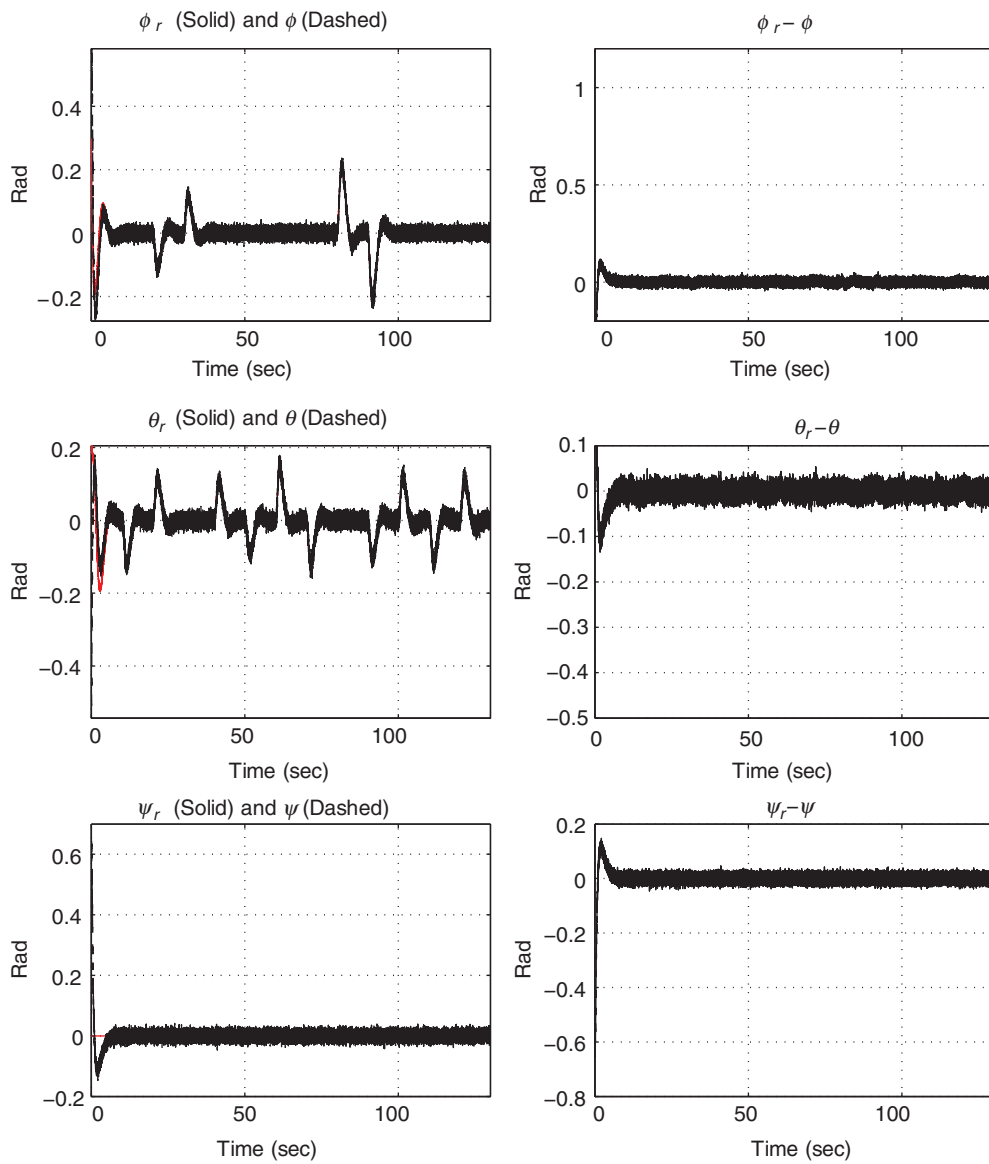 ϕr (Solid) and ϕ (Dashed)
0.4
0.2
0
−0.2
Rad
0 50 100
Time (sec)
ϕr − ϕ
1
0.5
0
Rad
0 50 100
Time (sec)
θr (Solid) and θ (Dashed)
0.2
0
−0.2
−0.4
Rad
0 50 100
Time (sec)
θr − θ
0.1
0
−0.1
−0.2
−0.3
−0.4
−0.5
Rad
0 50 100
Time (sec)
ψr (Solid) and ψ (Dashed)
0.6
0.4
0.2
0
−0.2
Rad
0 50 100
Time (sec)
ψr − ψ
0.2
0
−0.2
−0.4
−0.6
−0.8
Rad
0 50 100
Time (sec)